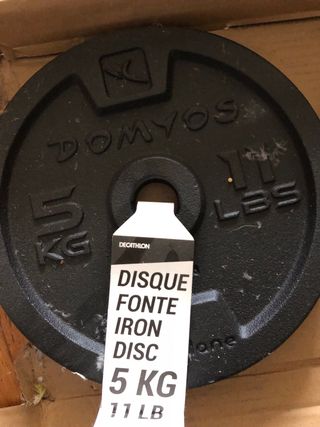 DOMYOS
5
KG
11
LBS
DECATHLON
DISQUE
FONTE
IRON
DISC
5 KG
11 LB